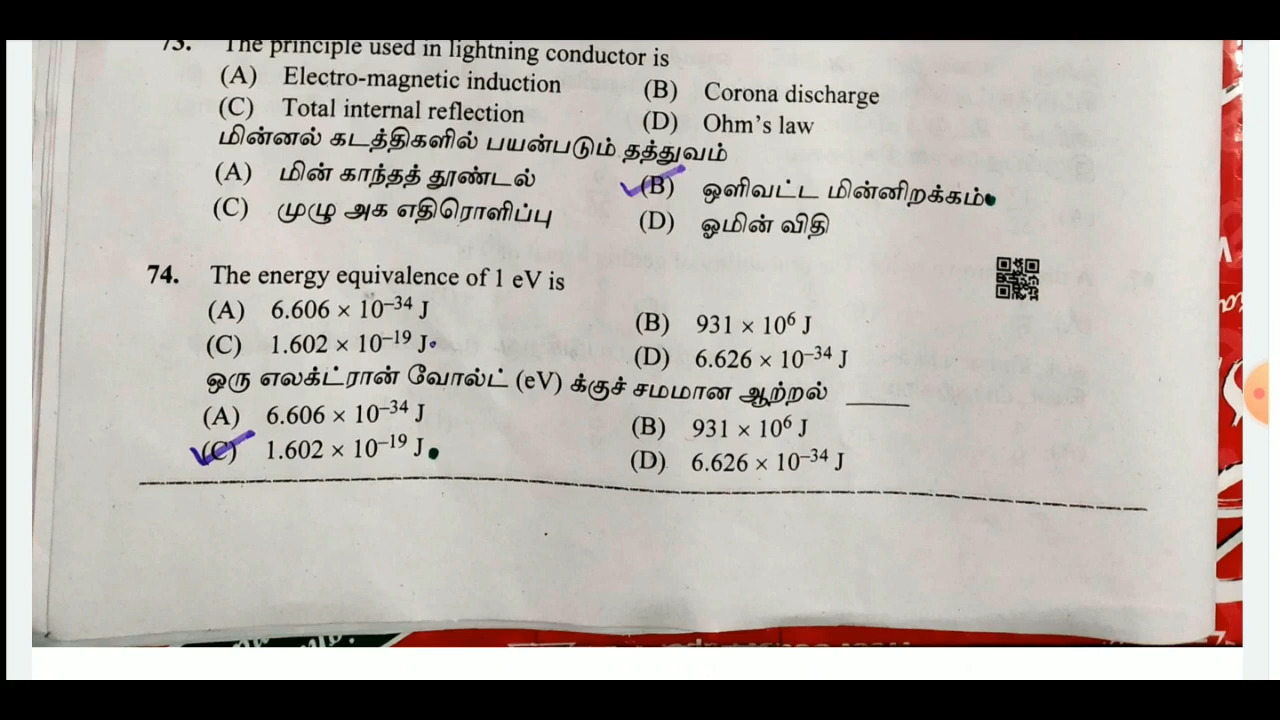 73. The principle used in lightning conductor is
(A) Electro-magnetic induction (B) Corona discharge
(C) Total internal reflection (D) Ohm's law
மின்னல் கடத்திகளில் பயன்படும் தத்துவம்
(A) மின் காந்தத் தூண்டல் (B) ஒளிவட்ட மின்னிறக்கம்
(C) முழு அக எதிரொளிப்பு (D) ஓமின் விதி
74. The energy equivalence of 1 eV is
(A) 6.606 × 10⁻³⁴ J (B) 931 × 10⁶ J
(C) 1.602 × 10⁻¹⁹ J (D) 6.626 × 10⁻³⁴ J
ஒரு எலக்ட்ரான் வோல்ட் (eV) க்குச் சமமான ஆற்றல் _____
(A) 6.606 × 10⁻³⁴ J (B) 931 × 10⁶ J
(C) 1.602 × 10⁻¹⁹ J (D) 6.626 × 10⁻³⁴ J